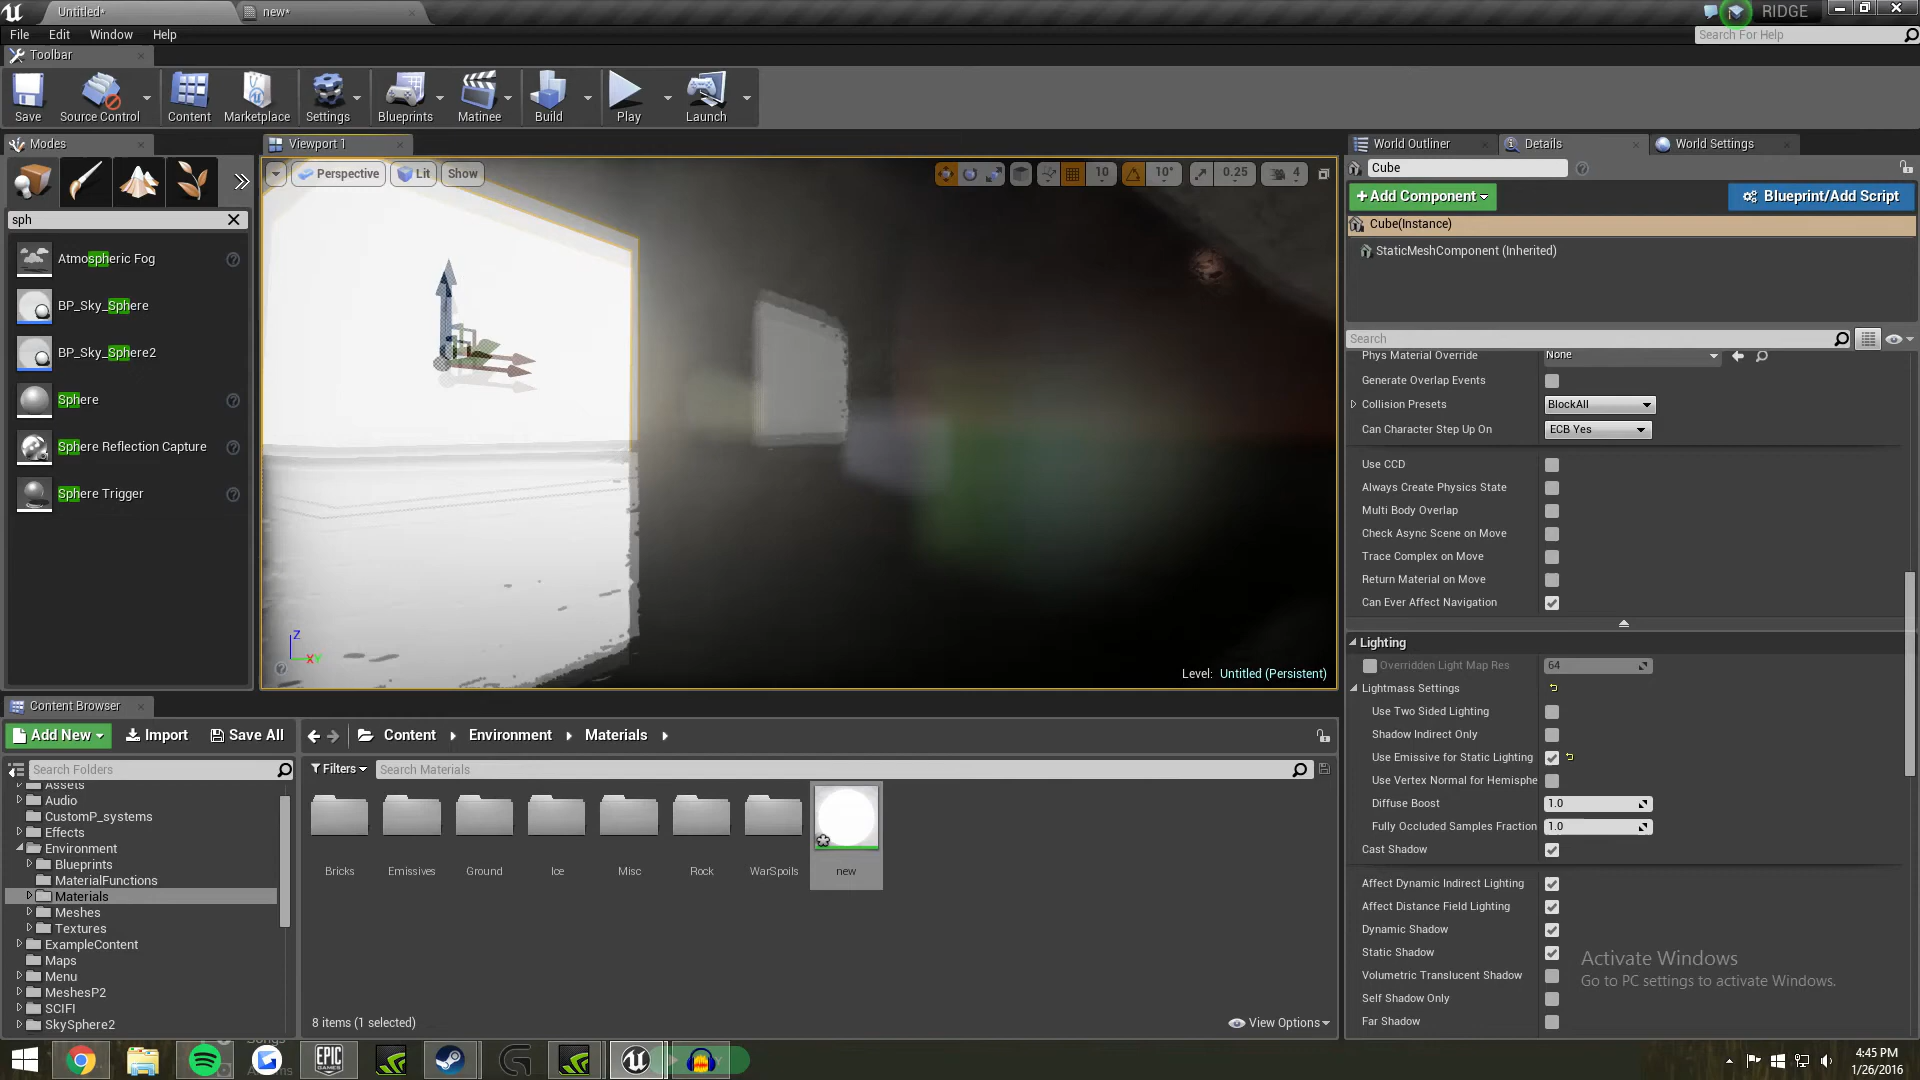 Untitled*
new*
RIDGE
File Edit Window Help
Search For Help
Toolbar
Save
Source Control
Content
Marketplace
Settings
Blueprints
Matinee
Build
Play
Launch
Modes
Viewport 1
World Outliner
Details
World Settings
Perspective
Lit
Show
10
10°
0.25
4
Cube
+Add Component
Blueprint/Add Script
sph
Cube(Instance)
StaticMeshComponent (Inherited)
Atmospheric Fog
BP_Sky_Sphere
BP_Sky_Sphere2
Sphere
Sphere Reflection Capture
Sphere Trigger
Search
Phys Material Override None
Generate Overlap Events
Collision Presets BlockAll
Can Character Step Up On ECB Yes
Use CCD
Always Create Physics State
Multi Body Overlap
Check Async Scene on Move
Trace Complex on Move
Return Material on Move
Can Ever Affect Navigation
Lighting
Overridden Light Map Res 64
Lightmass Settings
Use Two Sided Lighting
Shadow Indirect Only
Use Emissive for Static Lighting
Use Vertex Normal for Hemisphe
Diffuse Boost 1.0
Fully Occluded Samples Fraction 1.0
Cast Shadow
Affect Dynamic Indirect Lighting
Affect Distance Field Lighting
Dynamic Shadow
Static Shadow
Volumetric Translucent Shadow
Self Shadow Only
Far Shadow
Z
X
Level: Untitled (Persistent)
Content Browser
Add New
Import
Save All
Content
Environment
Materials
Search Folders
Filters
Search Materials
Assets
Audio
CustomP_systems
Effects
Environment
Blueprints
MaterialFunctions
Materials
Meshes
Textures
ExampleContent
Maps
Menu
MeshesP2
SCIFI
SkySphere2
Bricks
Emissives
Ground
Ice
Misc
Rock
WarSpoils
new
8 items (1 selected)
View Options
Activate Windows
Go to PC settings to activate Windows.
EPIC
GAMES
4:45 PM
1/26/2016